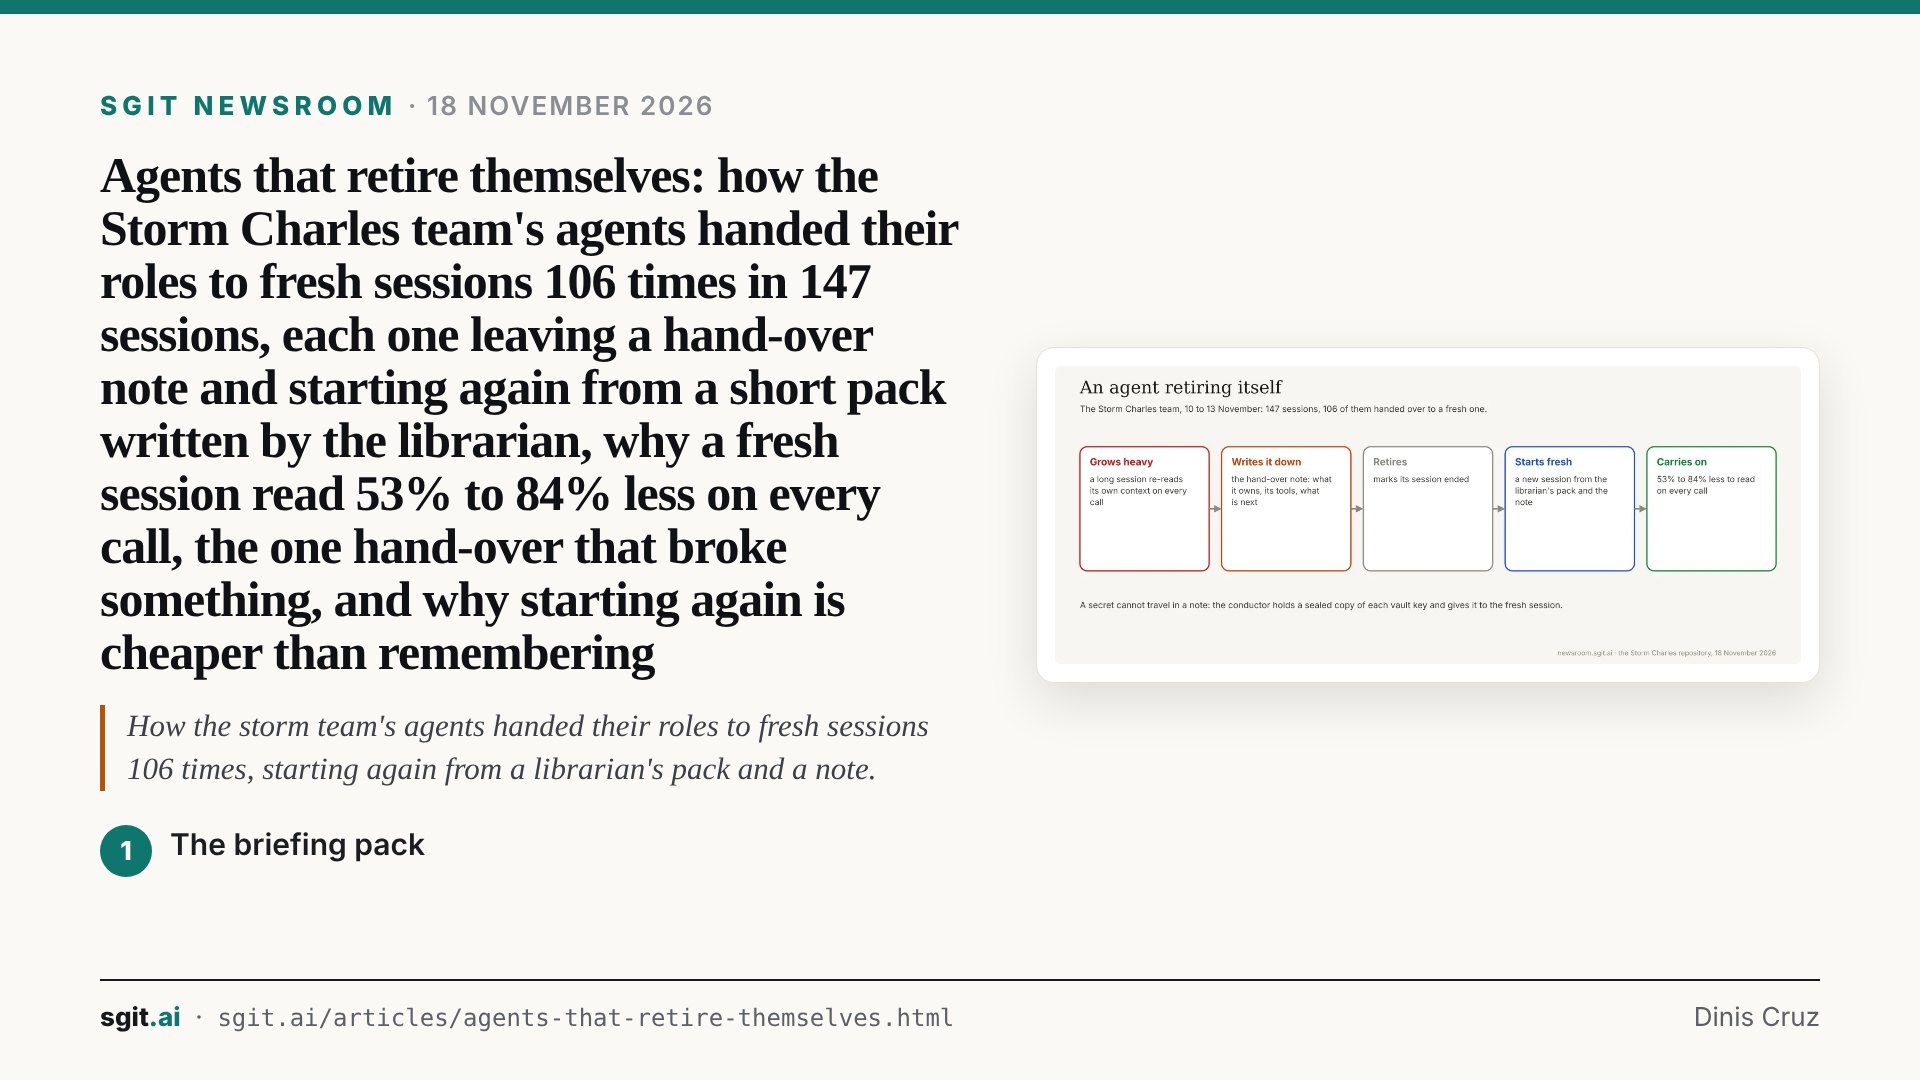 SGIT NEWSROOM · 18 NOVEMBER 2026
Agents that retire themselves: how the
Storm Charles team's agents handed their
roles to fresh sessions 106 times in 147
sessions, each one leaving a hand-over
note and starting again from a short pack
written by the librarian, why a fresh
session read 53% to 84% less on every
call, the one hand-over that broke
something, and why starting again is
cheaper than remembering
How the storm team's agents handed their roles to fresh sessions
106 times, starting again from a librarian's pack and a note.
1 The briefing pack
An agent retiring itself
The Storm Charles team, 10 to 13 November: 147 sessions, 106 of them handed over to a fresh one.
Grows heavy
a long session re-reads
its own context on every
call
Writes it down
the hand-over note: what
it owns, its tools, what
is next
Retires
marks its session ended
Starts fresh
a new session from the
librarian's pack and the
note
Carries on
53% to 84% less to read
on every call
A secret cannot travel in a note: the conductor holds a sealed copy of each vault key and gives it to the fresh session.
newsroom.sgit.ai · the Storm Charles repository, 18 November 2026
sgit.ai · sgit.ai/articles/agents-that-retire-themselves.html
Dinis Cruz